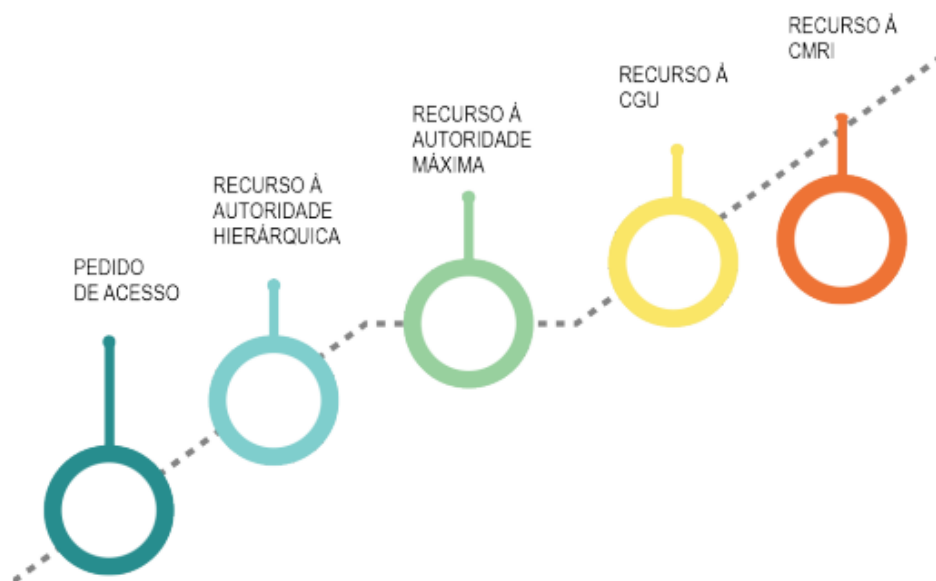 PEDIDO
DE ACESSO
RECURSO À
AUTORIDADE
HIERÁRQUICA
RECURSO À
AUTORIDADE
MÁXIMA
RECURSO À
CGU
RECURSO À
CMRI